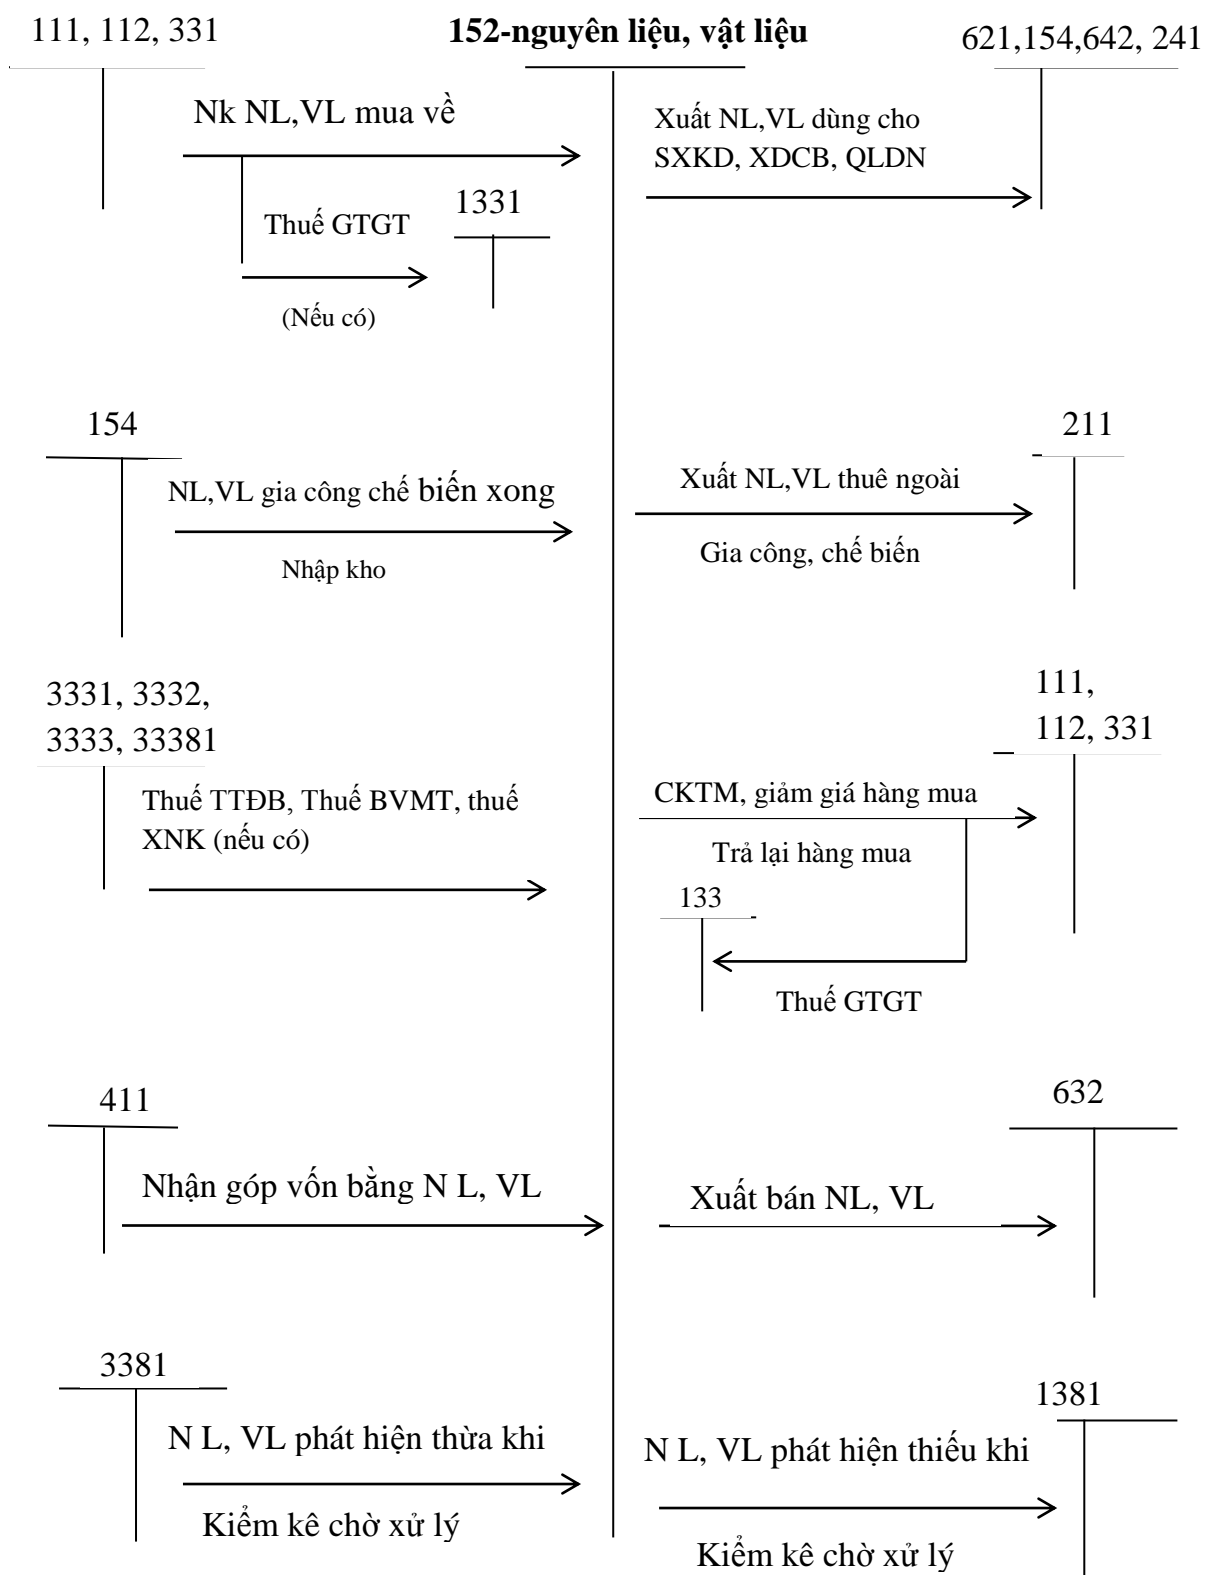 111, 112, 331
152-nguyên liệu, vật liệu
621,154,642, 241
Nk NL,VL mua về
Xuất NL,VL dùng cho
SXKD, XDCB, QLDN
Thuế GTGT
1331
(Nếu có)
154
211
NL,VL gia công chế biến xong
Xuất NL,VL thuê ngoài
Nhập kho
Gia công, chế biến
3331, 3332,
3333, 33381
111,
112, 331
Thuế TTĐB, Thuế BVMT, thuế
XNK (nếu có)
CKTM, giảm giá hàng mua
Trả lại hàng mua
133
Thuế GTGT
411
632
Nhận góp vốn bằng N L, VL
Xuất bán NL, VL
3381
1381
N L, VL phát hiện thừa khi
N L, VL phát hiện thiếu khi
Kiểm kê chờ xử lý
Kiểm kê chờ xử lý